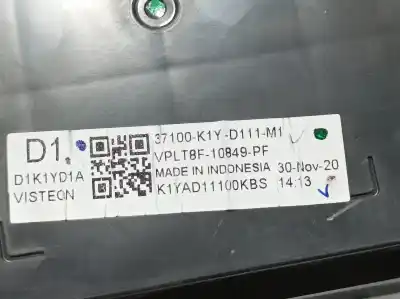 D1.
D1K1YD1A
VISTEON
37100-K1Y-D111-M1
VPLT8F-10849-PF
MADE IN INDONESIA 30-Nov-20
K1YAD11100KBS 14:13